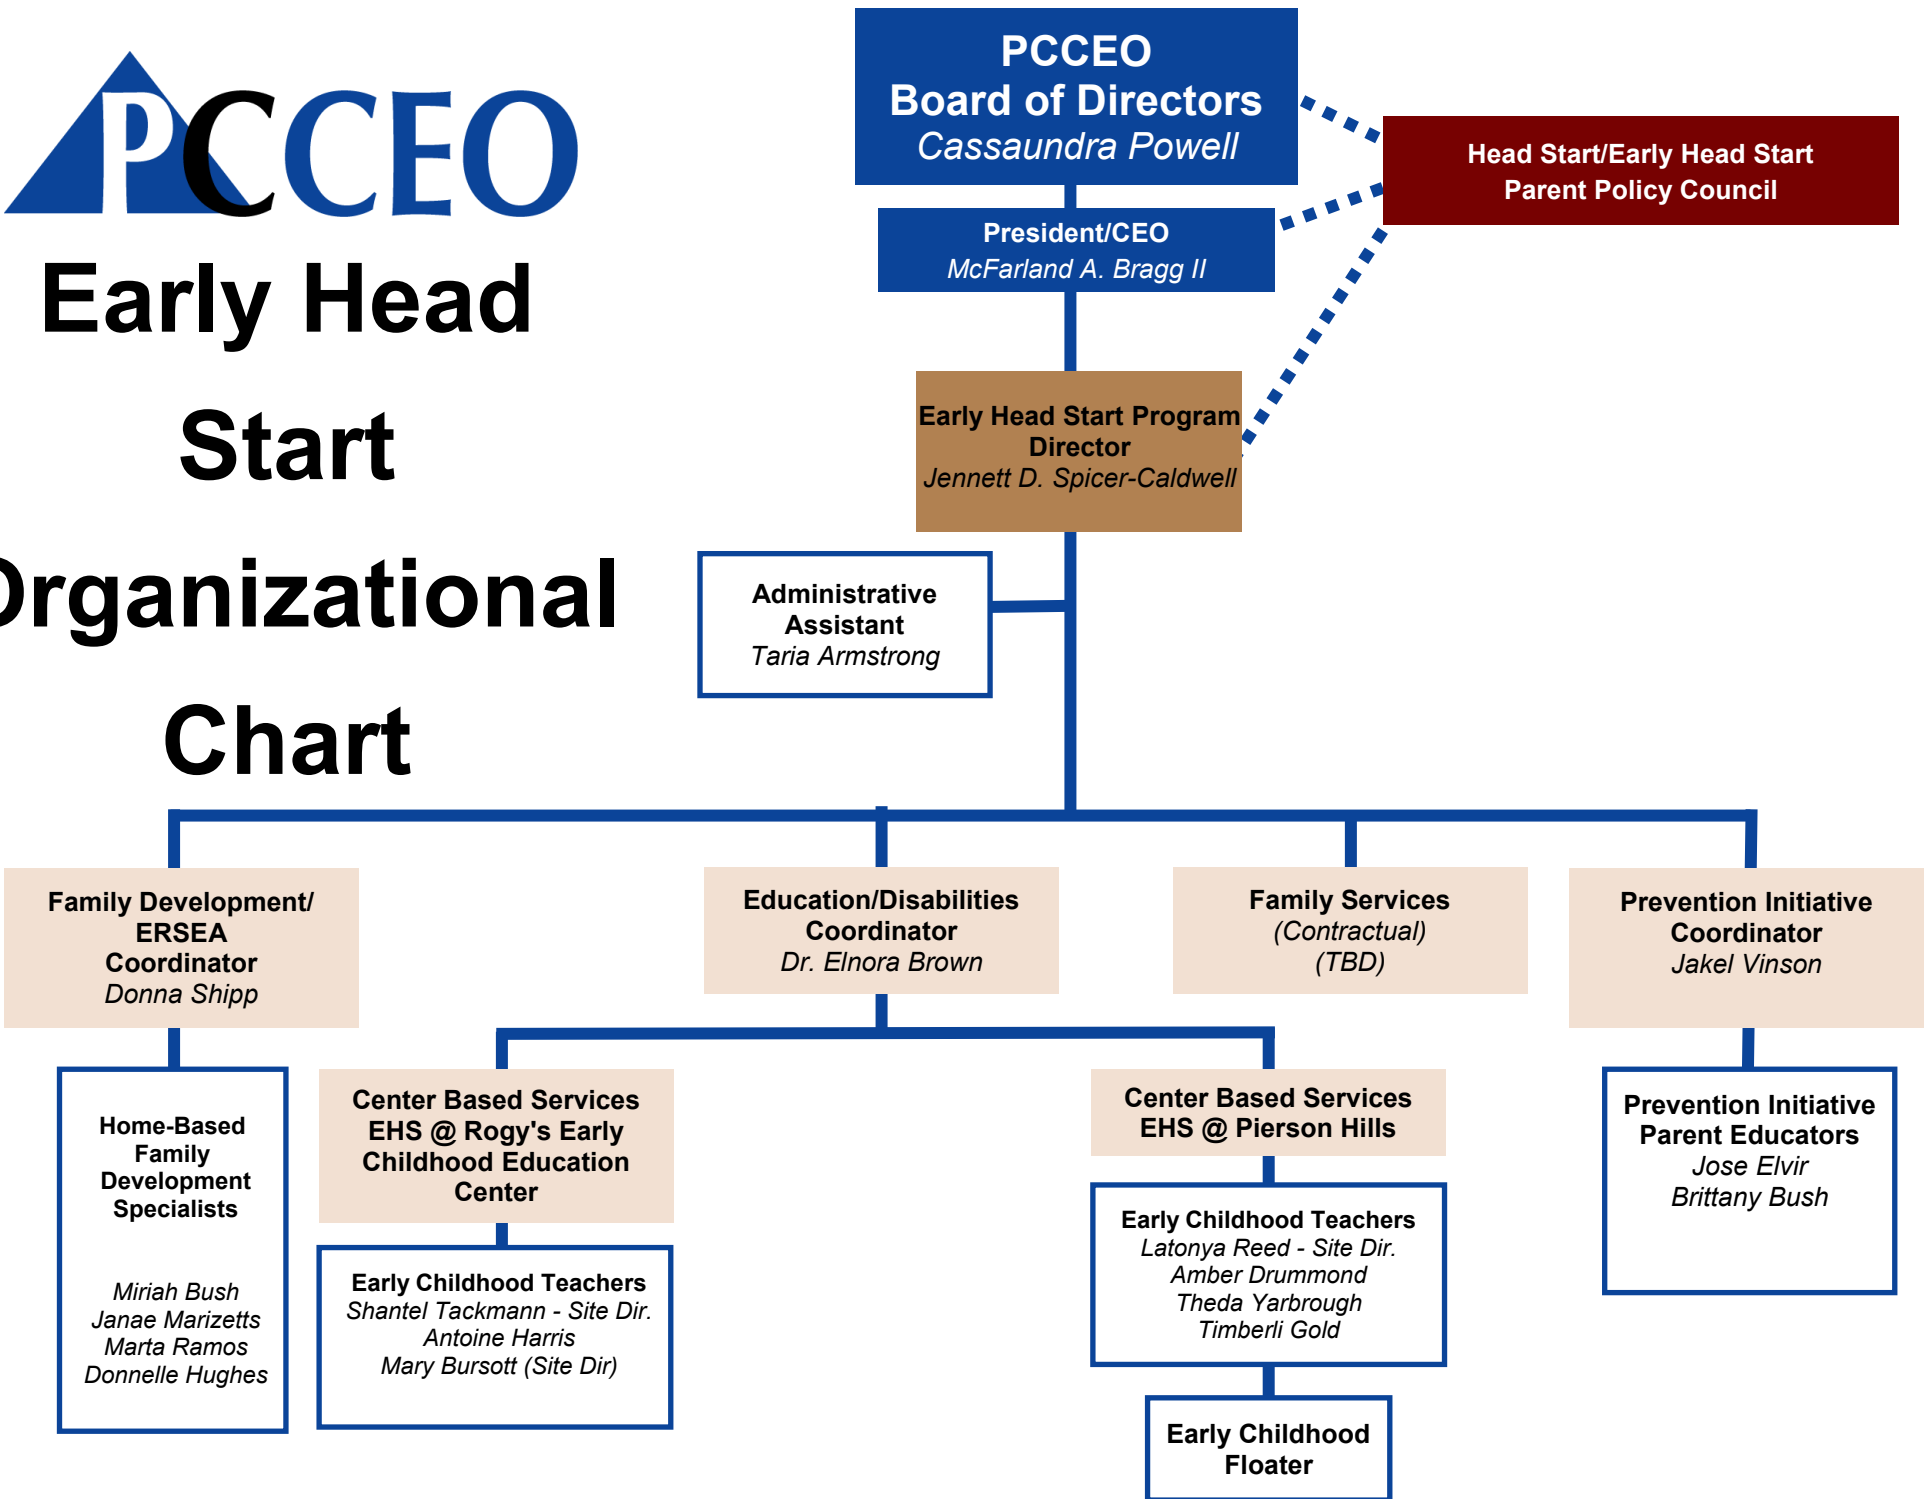 PCCEO
Early Head
Start
Organizational
Chart
PCCEO
Board of Directors
Cassaundra Powell
Head Start/Early Head Start
Parent Policy Council
President/CEO
McFarland A. Bragg II
Early Head Start Program
Director
Jennett D. Spicer-Caldwell
Administrative
Assistant
Taria Armstrong
Family Development/
ERSEA
Coordinator
Donna Shipp
Education/Disabilities
Coordinator
Dr. Elnora Brown
Family Services
(Contractual)
(TBD)
Prevention Initiative
Coordinator
Jakel Vinson
Home-Based
Family
Development
Specialists
Miriah Bush
Janae Marizetts
Marta Ramos
Donnelle Hughes
Center Based Services
EHS @ Rogy's Early
Childhood Education
Center
Early Childhood Teachers
Shantel Tackmann - Site Dir.
Antoine Harris
Mary Bursott (Site Dir)
Center Based Services
EHS @ Pierson Hills
Early Childhood Teachers
Latonya Reed - Site Dir.
Amber Drummond
Theda Yarbrough
Timberli Gold
Early Childhood
Floater
Prevention Initiative
Parent Educators
Jose Elvir
Brittany Bush